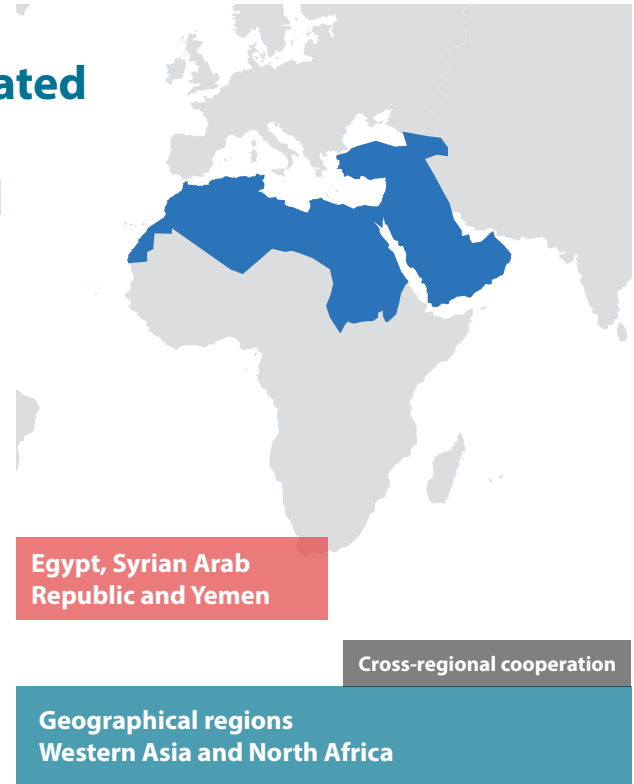 ated
Egypt, Syrian Arab
Republic and Yemen
Cross-regional cooperation
Geographical regions
Western Asia and North Africa